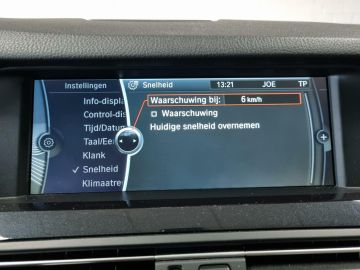 Instellingen Snelheid 13:21 JOE TP
Info-displa
Control-dis
Tijd/Datum
Taal/Een
Klank
Snelheid
Klimaatre
Waarschuwing bij: 6 km/h
Waarschuwing
Huidige snelheid overnemen